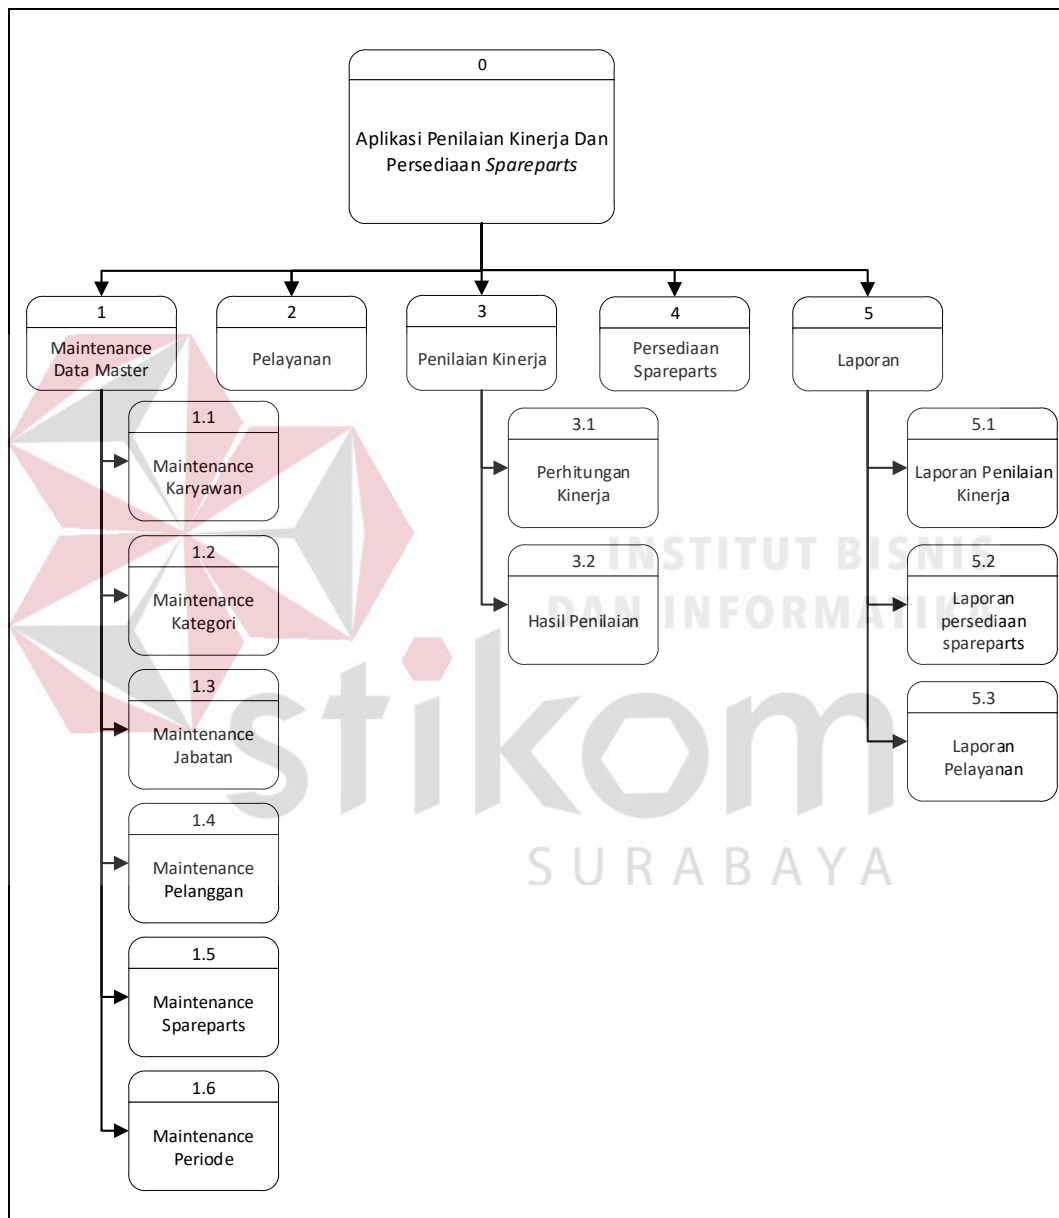 0
Aplikasi Penilaian Kinerja Dan
Persediaan Spareparts
1
Maintenance
Data Master
2
Pelayanan
3
Penilaian Kinerja
4
Persediaan
Spareparts
5
Laporan
1.1
Maintenance
Karyawan
1.2
Maintenance
Kategori
1.3
Maintenance
Jabatan
1.4
Maintenance
Pelanggan
1.5
Maintenance
Spareparts
1.6
Maintenance
Periode
3.1
Perhitungan
Kinerja
3.2
Hasil Penilaian
5.1
Laporan Penilaian
Kinerja
5.2
Laporan
persediaan
spareparts
5.3
Laporan
Pelayanan
INSTITUT BISNIS
DAN INFORMATIKA
stikom
SURABAYA